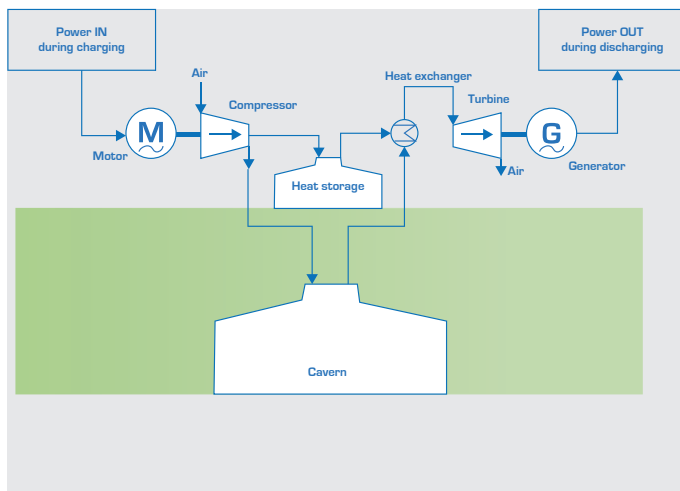 Power IN
during charging
Power OUT
during discharging
Air
Heat exchanger
Compressor
Turbine
M
G
Motor
Generator
Air
Heat storage
Cavern